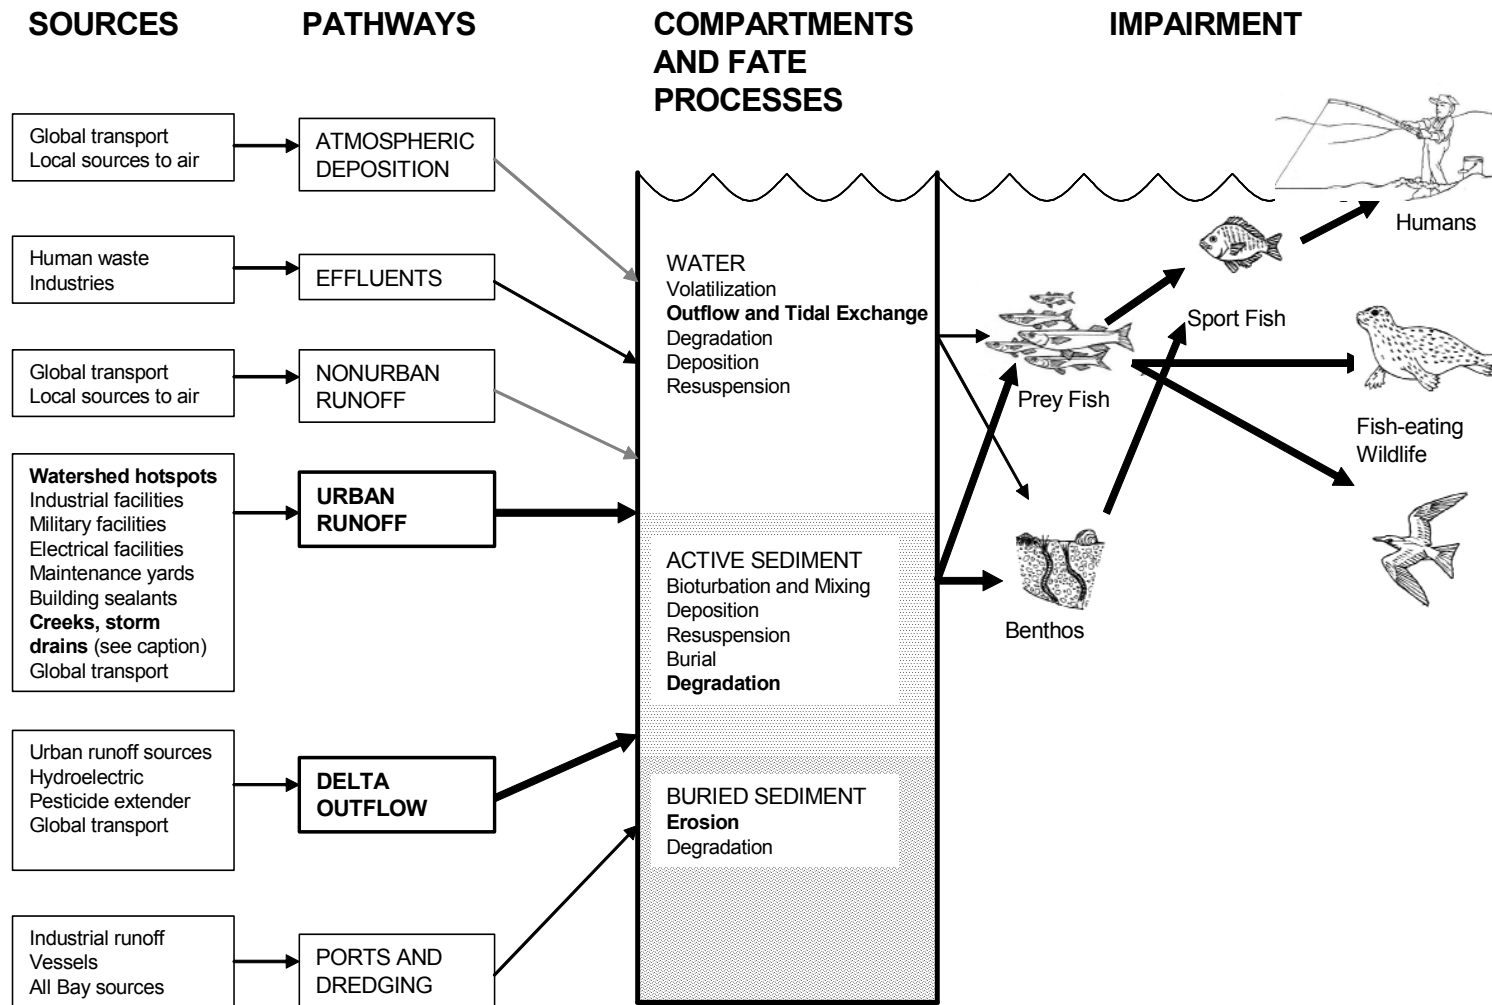 SOURCES
PATHWAYS
COMPARTMENTS
AND FATE
PROCESSES
IMPAIRMENT
Global transport
Local sources to air
ATMOSPHERIC
DEPOSITION
Human waste
Industries
EFFLUENTS
Global transport
Local sources to air
NONURBAN
RUNOFF
Watershed hotspots
Industrial facilities
Military facilities
Electrical facilities
Maintenance yards
Building sealants
Creeks, storm
drains (see caption)
Global transport
URBAN
RUNOFF
Urban runoff sources
Hydroelectric
Pesticide extender
Global transport
DELTA
OUTFLOW
Industrial runoff
Vessels
All Bay sources
PORTS AND
DREDGING
WATER
Volatilization
Outflow and Tidal Exchange
Degradation
Deposition
Resuspension
ACTIVE SEDIMENT
Bioturbation and Mixing
Deposition
Resuspension
Burial
Degradation
BURIED SEDIMENT
Erosion
Degradation
Humans
Sport Fish
Prey Fish
Fish-eating
Wildlife
Benthos